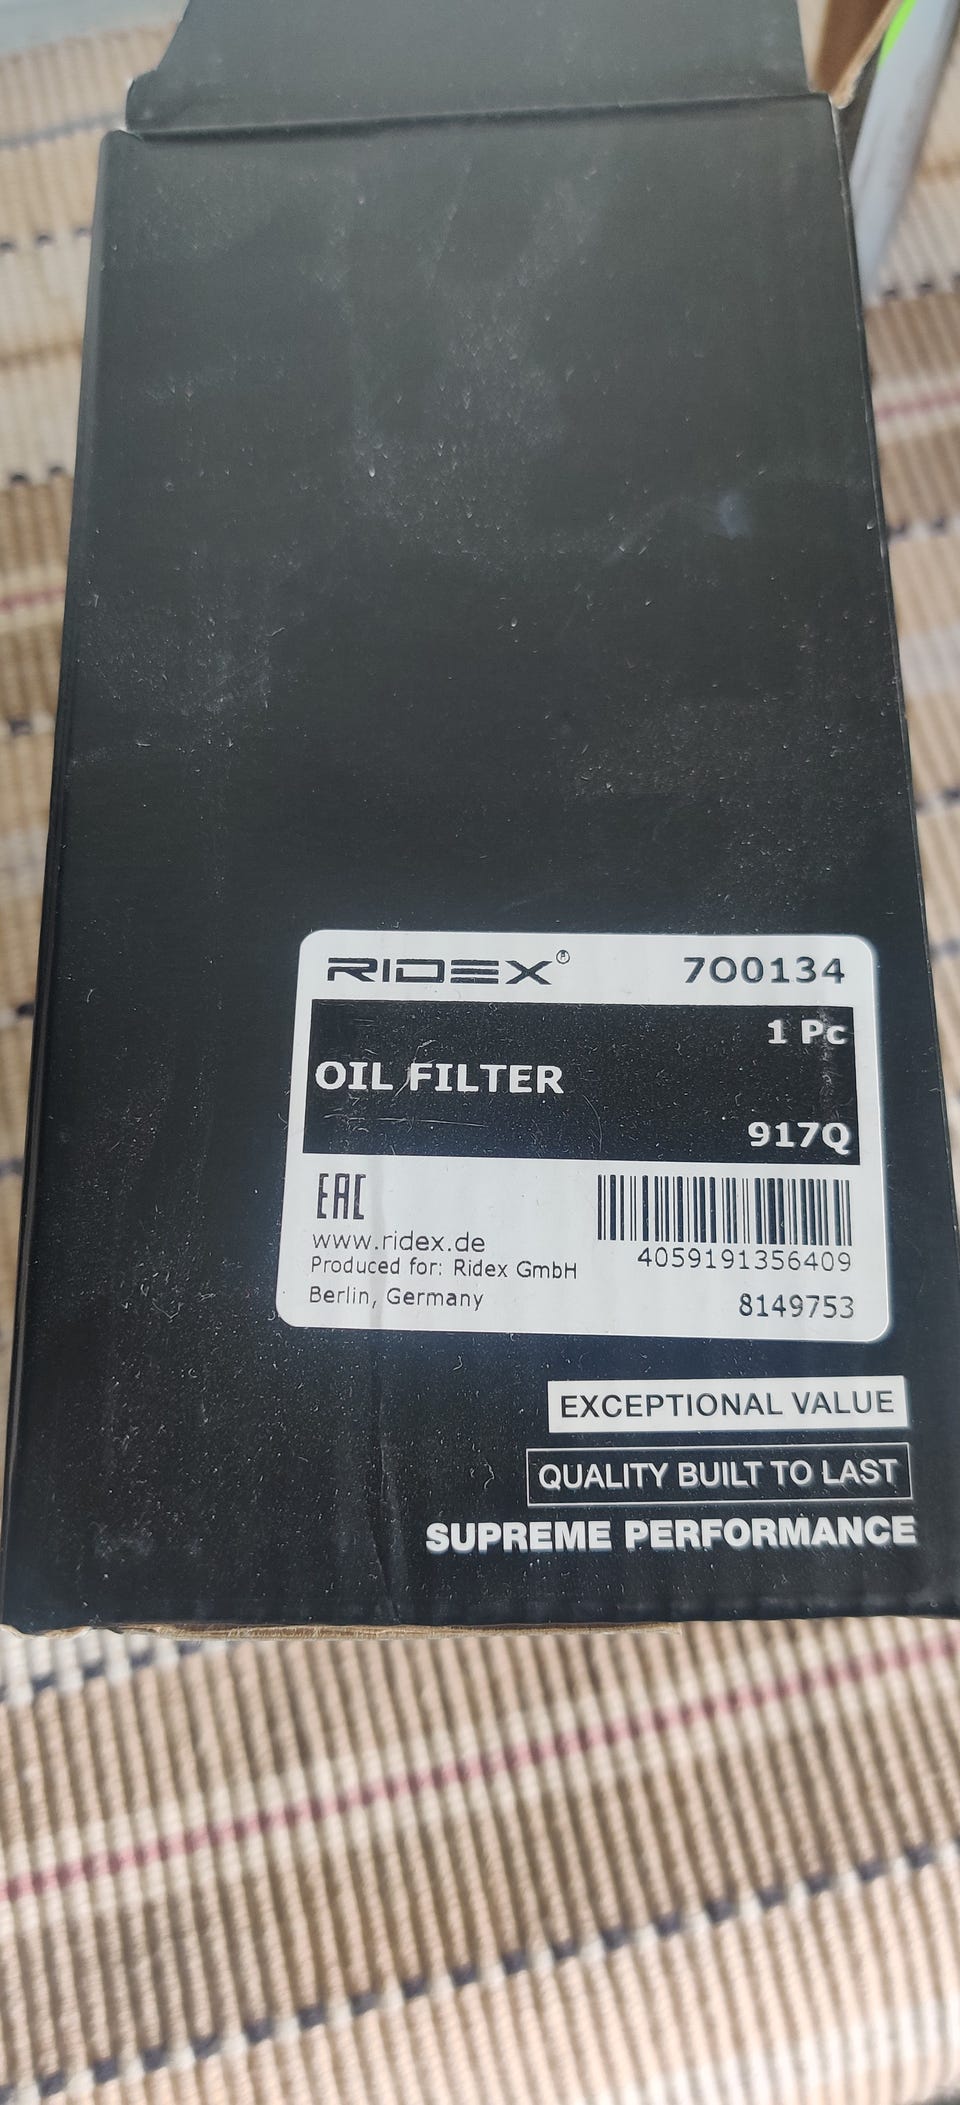 RIDEX® 7O0134
1 Pc
OIL FILTER
917Q
EAC
www.ridex.de
Produced for: Ridex GmbH
Berlin, Germany
4059191356409
8149753
EXCEPTIONAL VALUE
QUALITY BUILT TO LAST
SUPREME PERFORMANCE